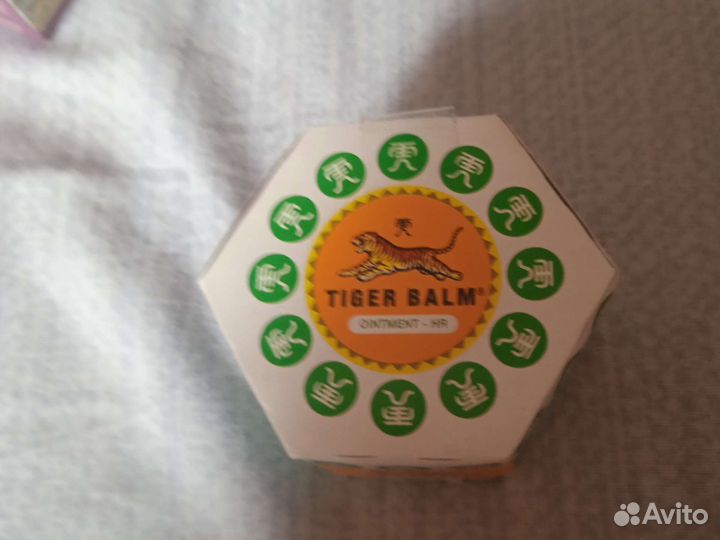 TIGER BALM®
OINTMENT - HR
Avito